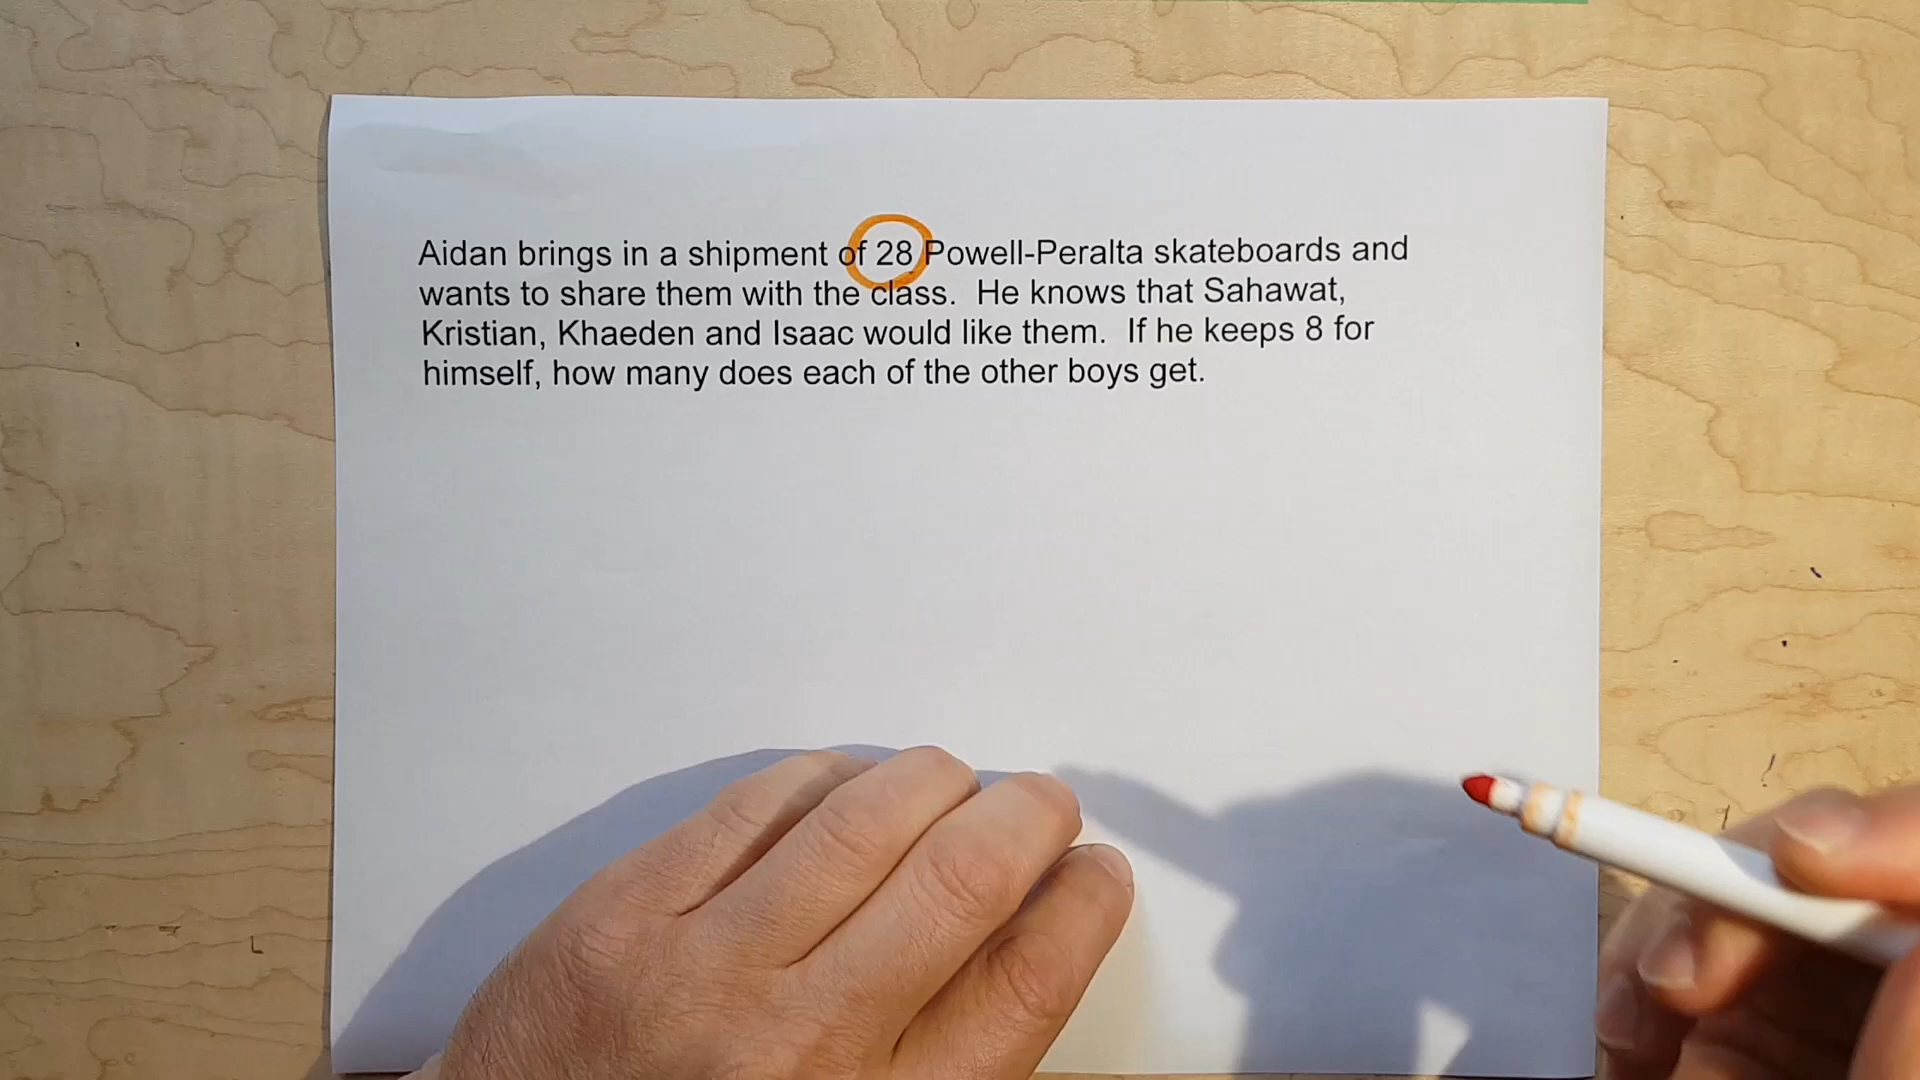 Aidan brings in a shipment of 28 Powell-Peralta skateboards and
wants to share them with the class.  He knows that Sahawat,
Kristian, Khaeden and Isaac would like them.  If he keeps 8 for
himself, how many does each of the other boys get.